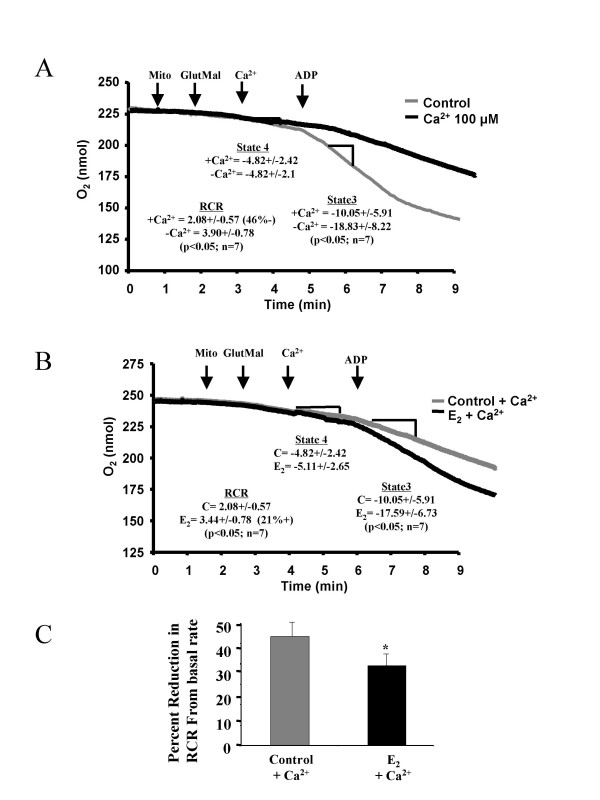 A
Mito GlutMal Ca²⁺ ADP
250
225
200
175
150
125
100
O₂ (nmol)
Control
Ca²⁺ 100 µM
State 4
+Ca²⁺= -4.82+/-2.42
-Ca²⁺= -4.82+/-2.1
RCR
+Ca²⁺= 2.08+/-0.57 (46%-)
-Ca²⁺= 3.90+/-0.78
(p<0.05; n=7)
State3
+Ca²⁺= -10.05+/-5.91
-Ca²⁺= -18.83+/-8.22
(p<0.05; n=7)
0 1 2 3 4 5 6 7 8 9
Time (min)
B
Mito GlutMal Ca²⁺ ADP
275
250
225
200
175
150
125
O₂ (nmol)
Control + Ca²⁺
E₂ + Ca²⁺
State 4
C= -4.82+/-2.42
E₂= -5.11+/-2.65
RCR
C= 2.08+/-0.57
E₂= 3.44+/-0.78 (21%+)
(p<0.05; n=7)
State3
C= -10.05+/-5.91
E₂= -17.59+/-6.73
(p<0.05; n=7)
0 1 2 3 4 5 6 7 8 9
Time (min)
C
Percent Reduction in
RCR From basal rate
50
40
30
20
10
0
*
Control
+ Ca²⁺
E₂
+ Ca²⁺